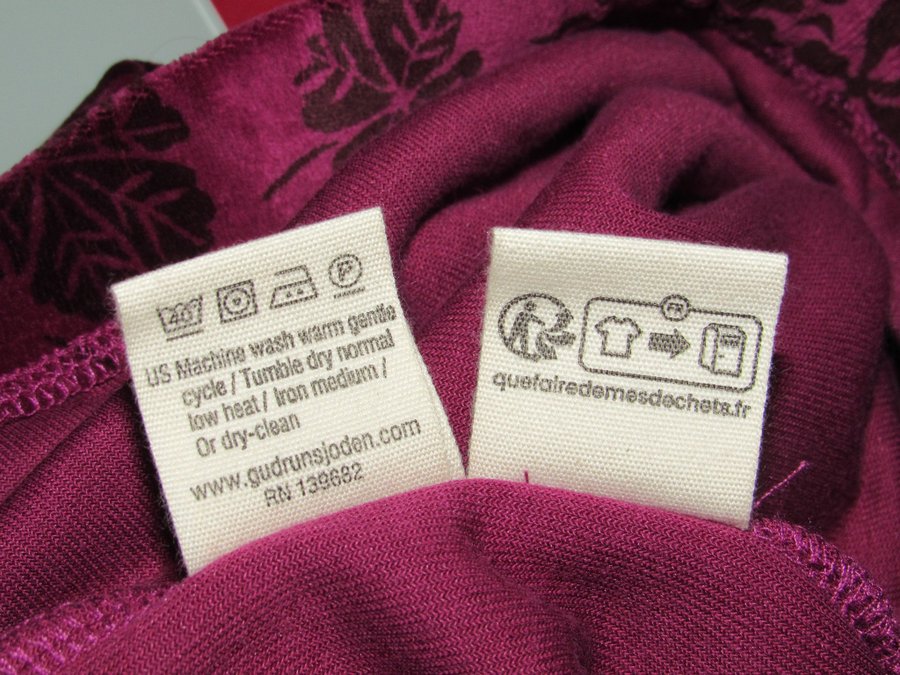 40
P
US Machine wash warm gentle
cycle / Tumble dry normal
low heat / Iron medium /
Or dry-clean
www.gudrunsjoden.com
RN 139682
FR
quefairedemesdechets.fr